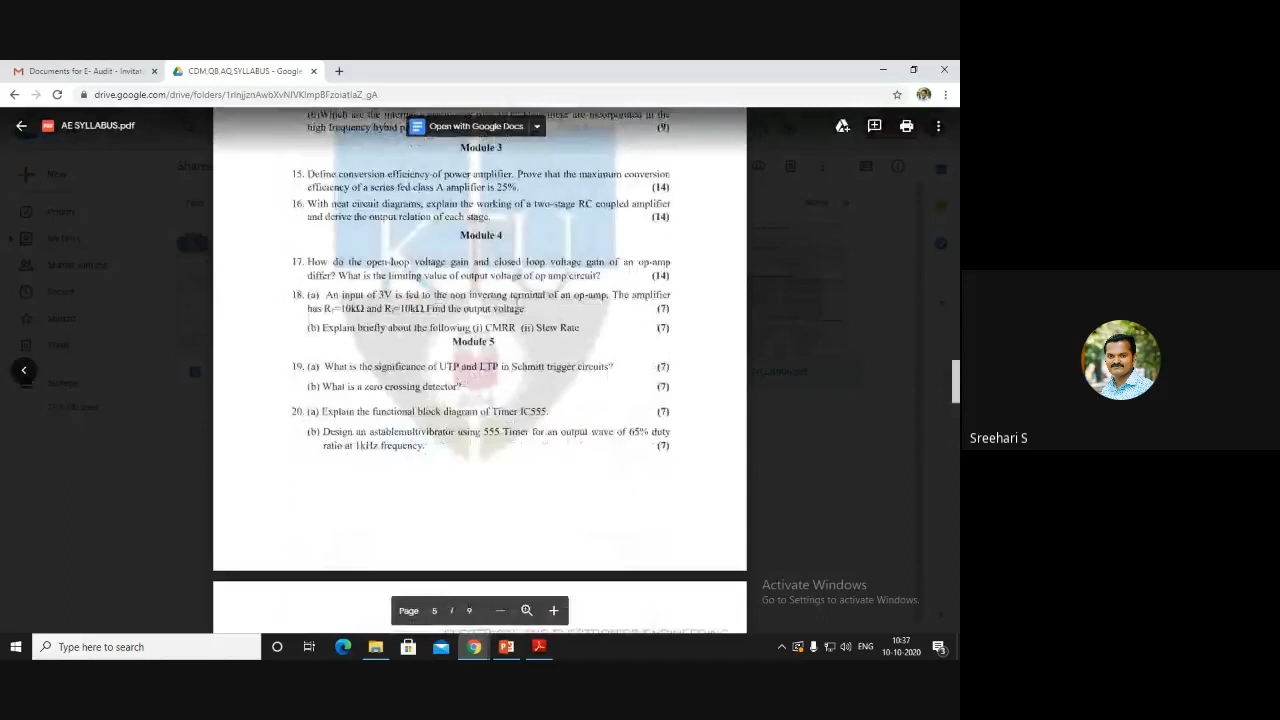 Documents for E- Audit - Invitat
CDM,QB,AQ,SYLLABUS - Google
drive.google.com/drive/folders/
AE SYLLABUS.pdf
Open with Google Docs
(b)Which are the
high frequency hybrid
(9)
Module 3
15. Define conversion efficiency of power amplifier. Prove that the maximum conversion
efficiency of a series fed class A amplifier is 25%. (14)
16. With neat circuit diagrams, explain the working of a two-stage RC coupled amplifier
and derive the output relation of each stage. (14)
Module 4
17. How do the open-loop voltage gain and closed loop voltage gain of an op-amp
differ? What is the limiting value of output voltage of op amp circuit? (14)
18. (a) An input of 3V is fed to the non inverting terminal of an op-amp. The amplifier
has =10kΩ and =10kΩ Find the output voltage (7)
(b) Explain briefly about the following (i) CMRR (ii) Slew Rate (7)
Module 5
19. (a) What is the significance of UTP and LTP in Schmitt trigger circuits? (7)
(b) What is a zero crossing detector? (7)
20. (a) Explain the functional block diagram of Timer IC555. (7)
(b) Design an astablemultivibrator using 555 Timer for an output wave of 65% duty
ratio at 1kHz frequency. (7)
Page 5 / 9
New
Activate Windows
Go to Settings to activate Windows.
Type here to search
ENG
10:37
10-10-2020
3
Sreehari S